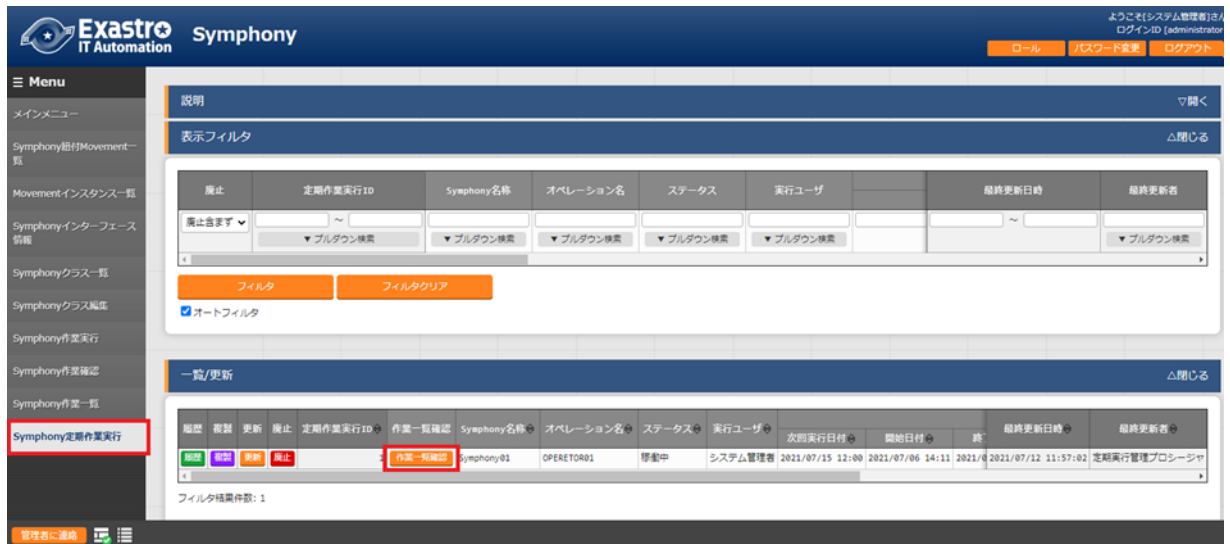 Exastro
IT Automation
Symphony
ようこそ[システム管理者]さん
ログインID [administrator
ロール
パスワード変更
ログアウト
Menu
メインメニュー
Symphony紐付Movement一
覧
Movementインスタンス一覧
Symphonyインターフェース
情報
Symphonyクラス一覧
Symphonyクラス編集
Symphony作業実行
Symphony作業確認
Symphony作業一覧
Symphony定期作業実行
説明
▽開く
表示フィルタ
△閉じる
廃止 定期作業実行ID Symphony名称 オペレーション名 ステータス 実行ユーザ 最終更新日時 最終更新者
廃止含まず ～ ～
▼ プルダウン検索 ▼ プルダウン検索 ▼ プルダウン検索 ▼ プルダウン検索 ▼ プルダウン検索 ▼ プルダウン検索
フィルタ フィルタクリア
オートフィルタ
一覧/更新
△閉じる
履歴 複製 更新 廃止 定期作業実行ID 作業一覧確認 Symphony名称 オペレーション名 ステータス 実行ユーザ 最終更新日時 最終更新者
次回実行日付 開始日付 終
履歴 複製 更新 廃止 1 作業一覧確認 Symphony01 OPERETOR01 稼働中 システム管理者 2021/07/15 12:00 2021/07/06 14:11 2021/0 2021/07/12 11:57:02 定期実行管理プロシージャ
フィルタ結果件数: 1
管理者に連絡